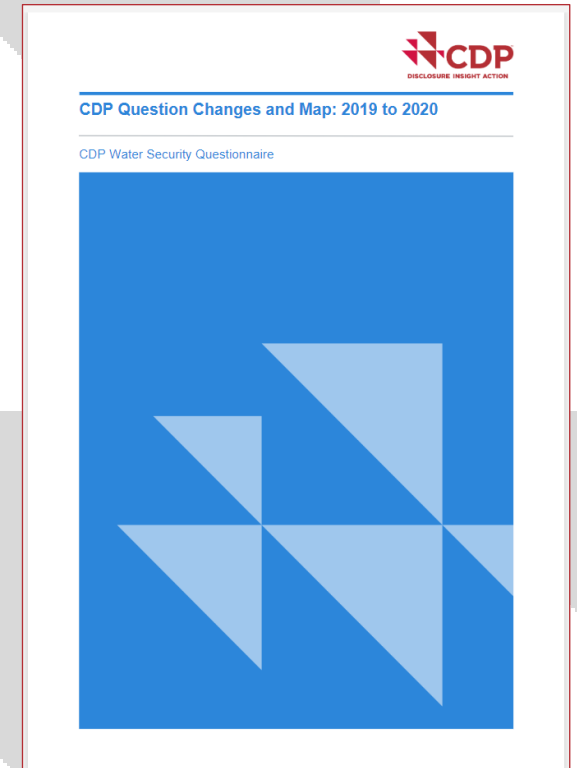 CDP
DISCLOSURE INSIGHT ACTION
CDP Question Changes and Map: 2019 to 2020
CDP Water Security Questionnaire